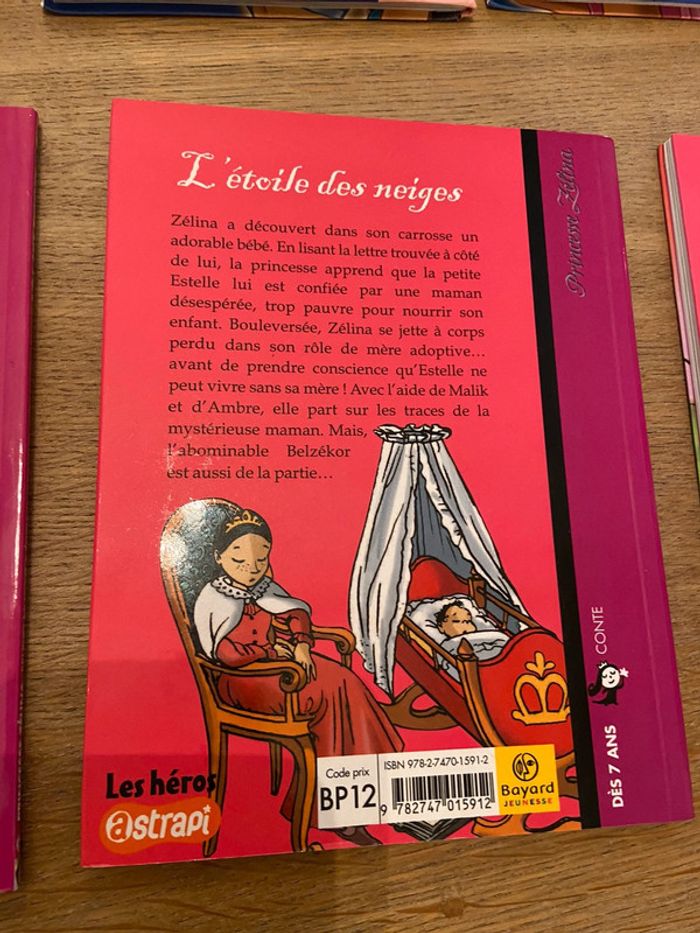 L'étoile des neiges
Zélina a découvert dans son carrosse un
adorable bébé. En lisant la lettre trouvée à côté
de lui, la princesse apprend que la petite
Estelle lui est confiée par une maman
désespérée, trop pauvre pour nourrir son
enfant. Bouleversée, Zélina se jette à corps
perdu dans son rôle de mère adoptive…
avant de prendre conscience qu'Estelle ne
peut vivre sans sa mère ! Avec l'aide de Malik
et d'Ambre, elle part sur les traces de la
mystérieuse maman. Mais,
l'abominable Belzékor
est aussi de la partie…
Princesse Zélina
CONTE
DÈS 7 ANS
Les héros
astrapi
Code prix
BP12
ISBN 978-2-7470-1591-2
9 782747 015912
Bayard
JEUNESSE